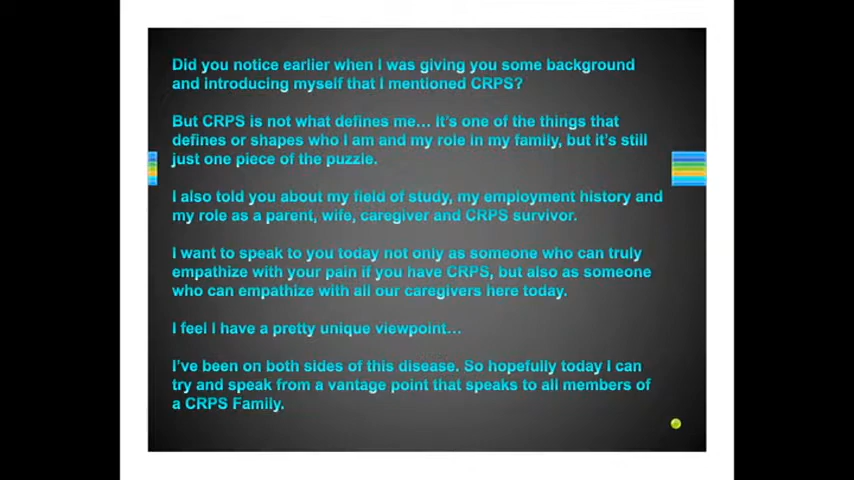 Did you notice earlier when I was giving you some background
and introducing myself that I mentioned CRPS?
But CRPS is not what defines me... It's one of the things that
defines or shapes who I am and my role in my family, but it's still
just one piece of the puzzle.
I also told you about my field of study, my employment history and
my role as a parent, wife, caregiver and CRPS survivor.
I want to speak to you today not only as someone who can truly
empathize with your pain if you have CRPS, but also as someone
who can empathize with all our caregivers here today.
I feel I have a pretty unique viewpoint...
I've been on both sides of this disease. So hopefully today I can
try and speak from a vantage point that speaks to all members of
a CRPS Family.